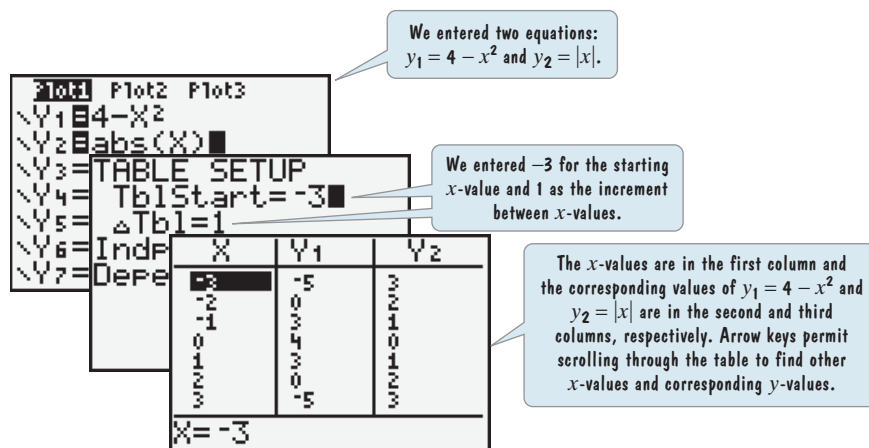 We entered two equations:
y₁ = 4 − x² and y₂ = |x|.
Plot1 Plot2 Plot3
\Y₁=4-X²
\Y₂=abs(X)
\Y₃=
\Y₄=
\Y₅=
\Y₆=
\Y₇=
TABLE SETUP
TblStart=-3
△Tbl=1
Indp
Depe
We entered −3 for the starting
x-value and 1 as the increment
between x-values.
X Y₁ Y₂
-3 -5 3
-2 0 2
-1 3 1
0 4 0
1 3 1
2 0 2
3 -5 3
X= -3
The x-values are in the first column and
the corresponding values of y₁ = 4 − x² and
y₂ = |x| are in the second and third
columns, respectively. Arrow keys permit
scrolling through the table to find other
x-values and corresponding y-values.